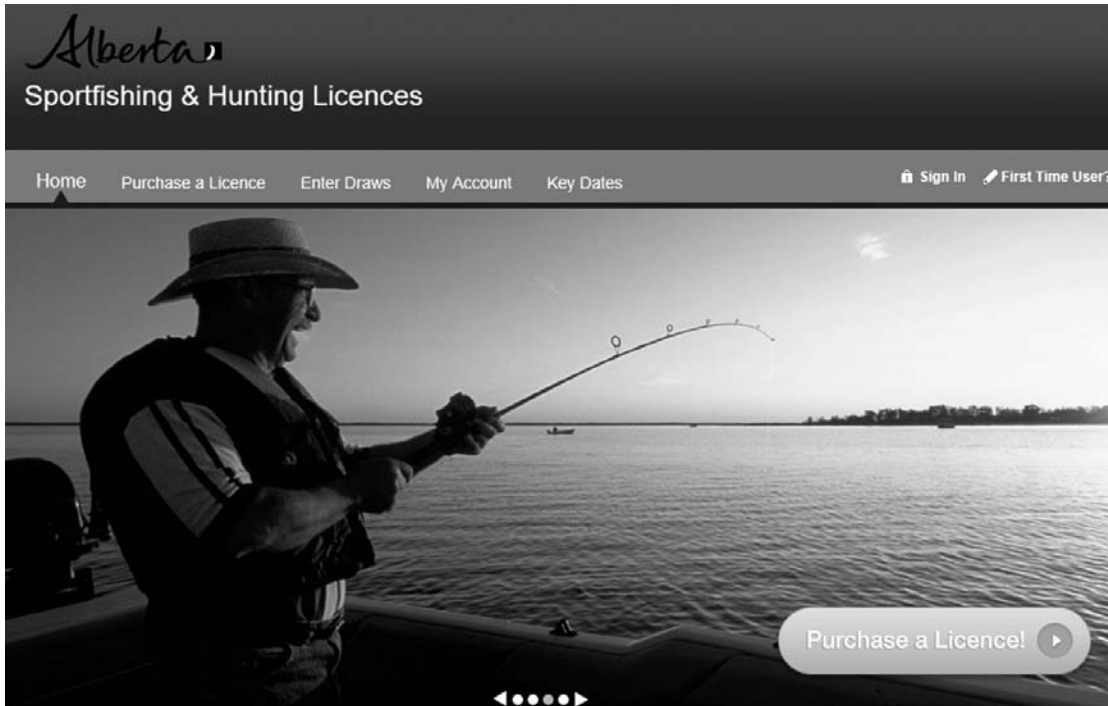 Alberta
Sportfishing & Hunting Licences
Home Purchase a Licence Enter Draws My Account Key Dates Sign In First Time User?
Purchase a Licence!